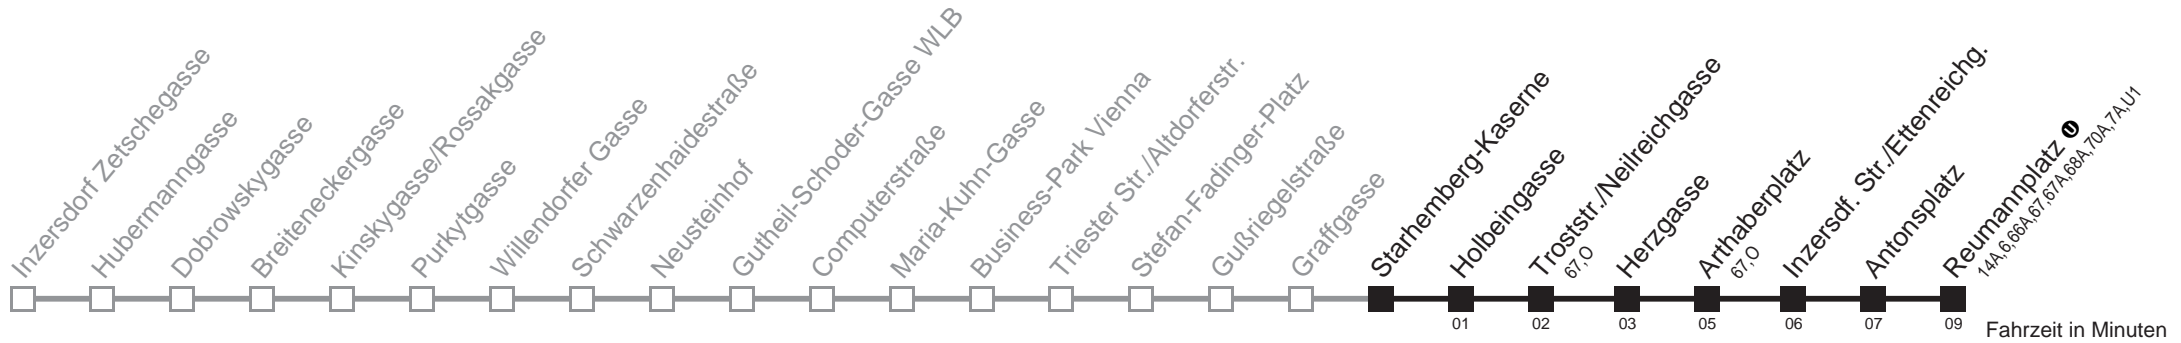 Inzersdorf Zetschegasse
Hubermanngasse
Dobrowskygasse
Breiteneckergasse
Kinskygasse/Rossakgasse
Purkytgasse
Willendorfer Gasse
Schwarzenhaidestraße
Neusteinhof
Gutheil-Schoder-Gasse WLB
Computerstraße
Maria-Kuhn-Gasse
Business-Park Vienna
Triester Str./Altdorferstr.
Stefan-Fadinger-Platz
Gußriegelstraße
Graffgasse
Starhemberg-Kaserne
Holbeingasse
Troststr./Neilreichgasse
67,O
Herzgasse
Arthaberplatz
67,O
Inzersdf. Str./Ettenreichg.
Antonsplatz
Reumannplatz U
14A,6,66A,67,67A,68A,70A,7A,U1
01 02 03 05 06 07 09
Fahrzeit in Minuten